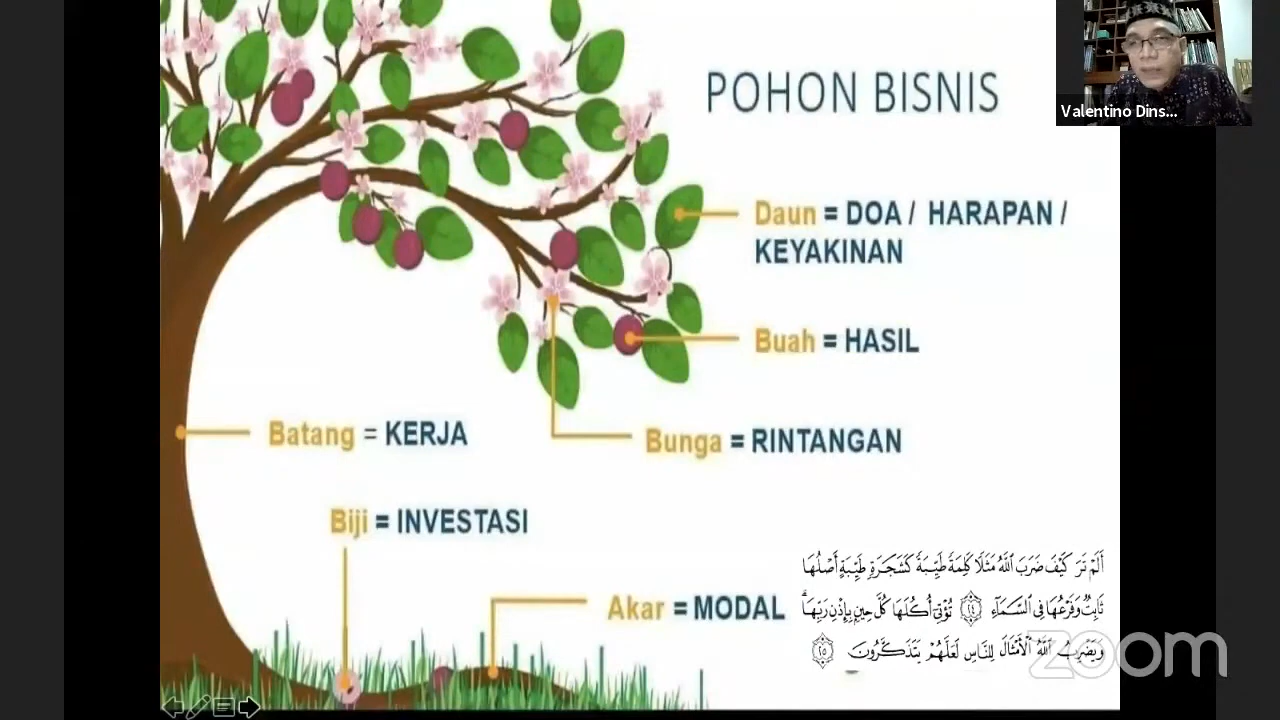 POHON BISNIS
Valentino Dins...
Daun = DOA / HARAPAN /
KEYAKINAN
Buah = HASIL
Batang = KERJA
Bunga = RINTANGAN
Biji = INVESTASI
Akar = MODAL
أَلَمْ تَرَ كَيْفَ ضَرَبَ ٱللَّهُ مَثَلًا كَلِمَةً طَيِّبَةً كَشَجَرَةٍ طَيِّبَةٍ أَصْلُهَا
ثَابِتٌ وَفَرْعُهَا فِى ٱلسَّمَآءِ ٢٤ تُؤْتِىٓ أُكُلَهَا كُلَّ حِينٍۭ بِإِذْنِ رَبِّهَا ۗ
وَيَضْرِبُ ٱللَّهُ ٱلْأَمْثَالَ لِلنَّاسِ لَعَلَّهُمْ يَتَذَكَّرُونَ ٢٥
zoom